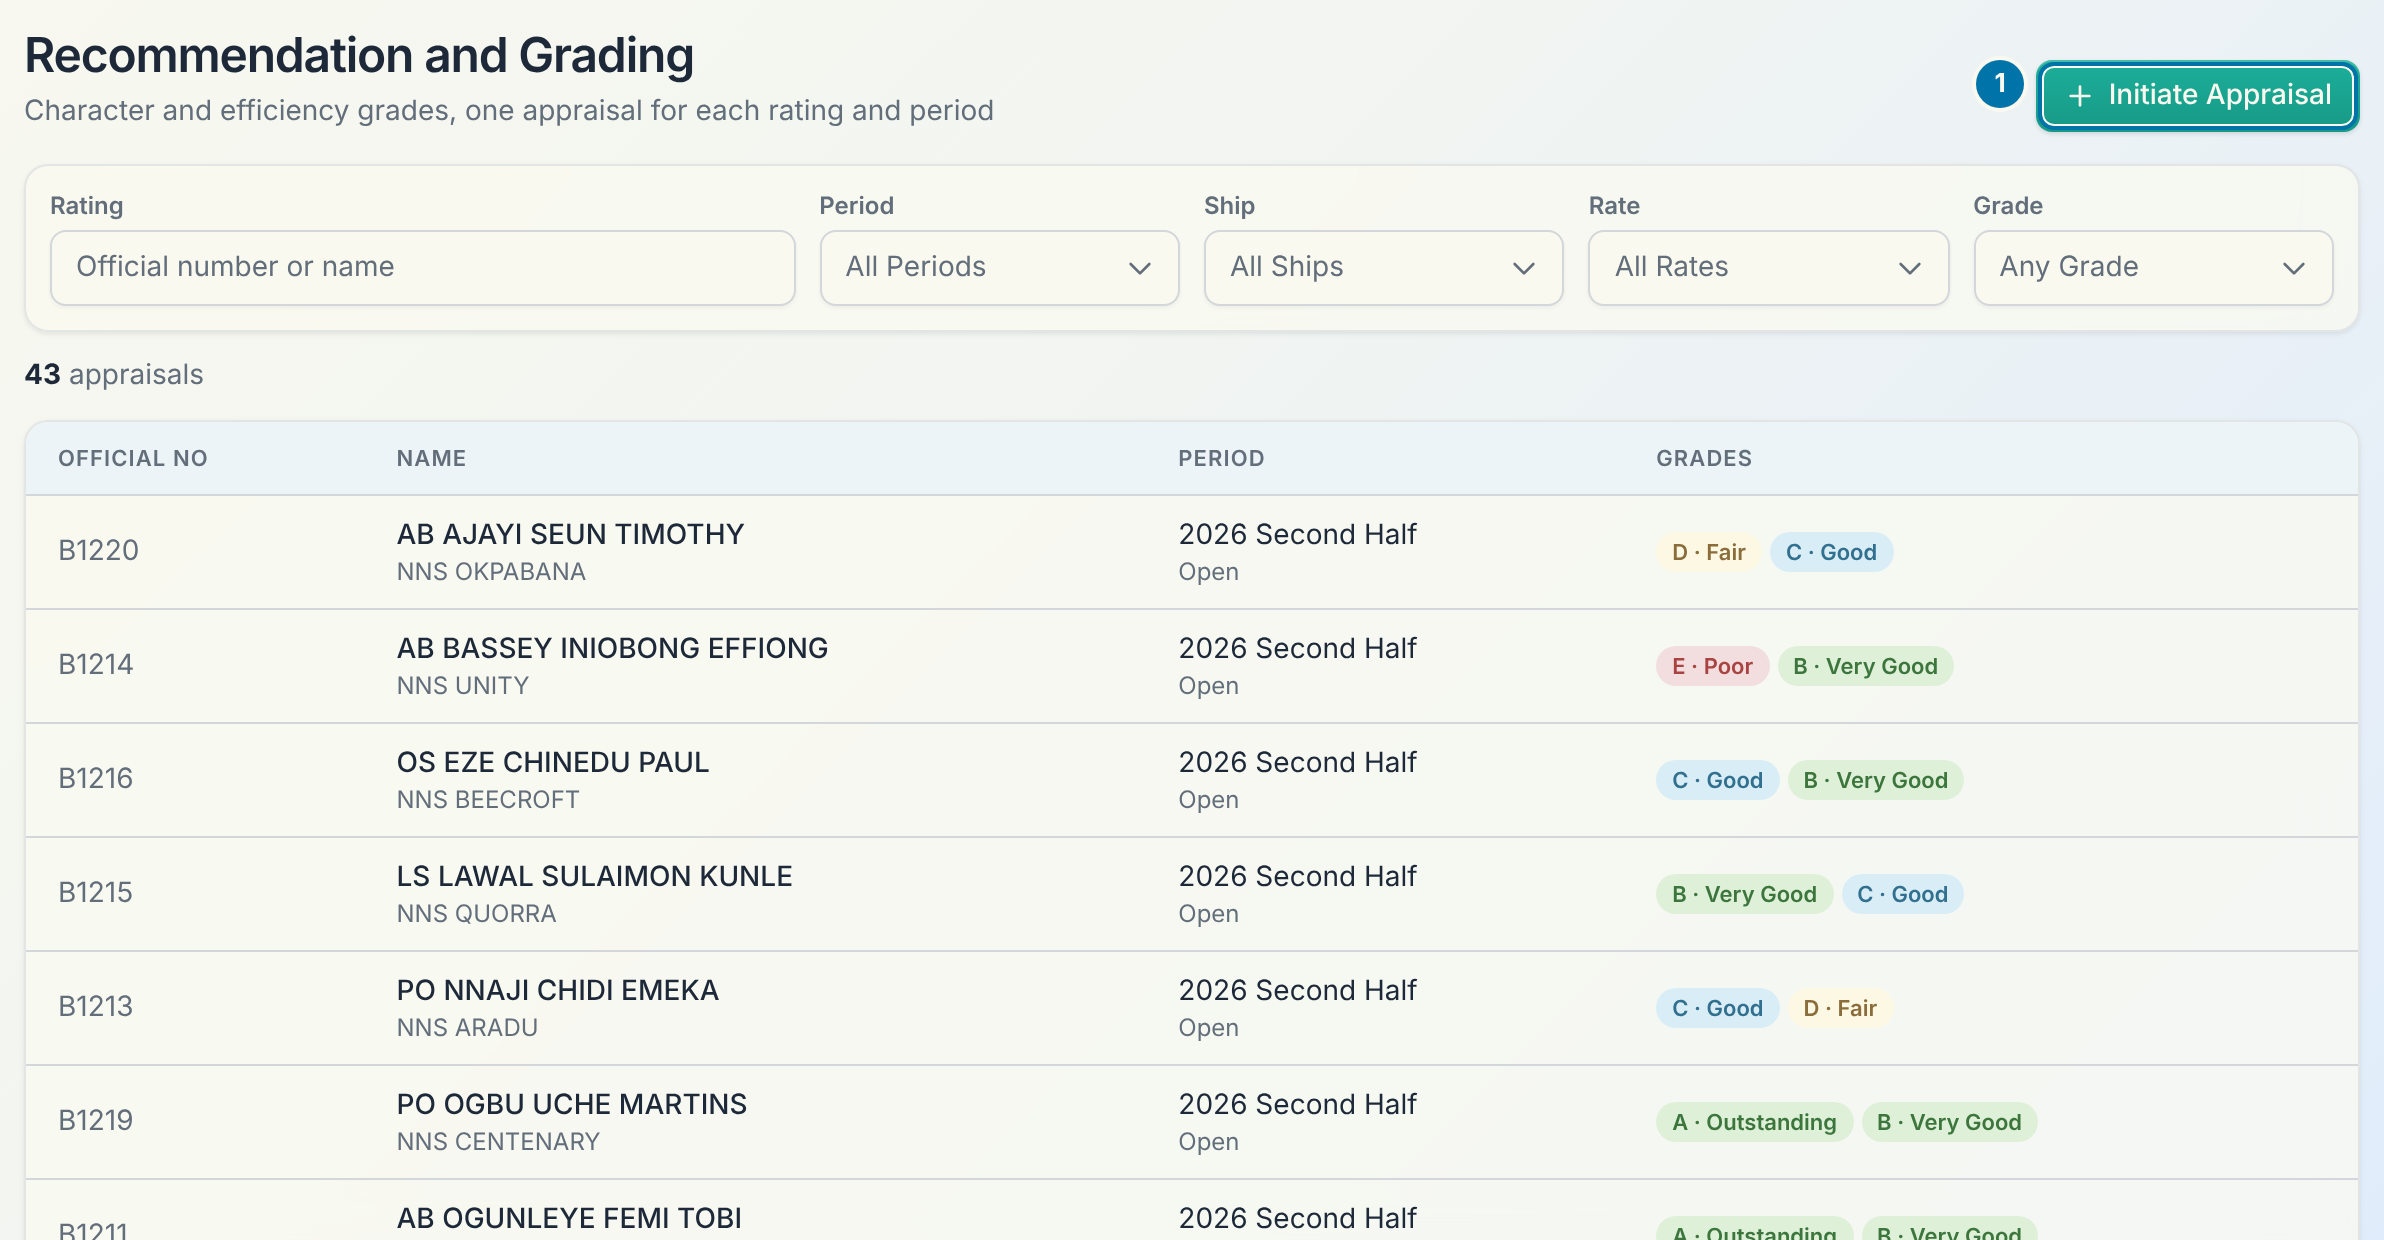 Recommendation and Grading
Character and efficiency grades, one appraisal for each rating and period
1
+ Initiate Appraisal
Rating Period Ship Rate Grade
Official number or name All Periods All Ships All Rates Any Grade
43 appraisals
OFFICIAL NO NAME PERIOD GRADES
B1220 AB AJAYI SEUN TIMOTHY 2026 Second Half D · Fair C · Good
NNS OKPABANA Open
B1214 AB BASSEY INIOBONG EFFIONG 2026 Second Half E · Poor B · Very Good
NNS UNITY Open
B1216 OS EZE CHINEDU PAUL 2026 Second Half C · Good B · Very Good
NNS BEECROFT Open
B1215 LS LAWAL SULAIMON KUNLE 2026 Second Half B · Very Good C · Good
NNS QUORRA Open
B1213 PO NNAJI CHIDI EMEKA 2026 Second Half C · Good D · Fair
NNS ARADU Open
B1219 PO OGBU UCHE MARTINS 2026 Second Half A · Outstanding B · Very Good
NNS CENTENARY Open
B1211 AB OGUNLEYE FEMI TOBI 2026 Second Half A · Outstanding B · Very Good